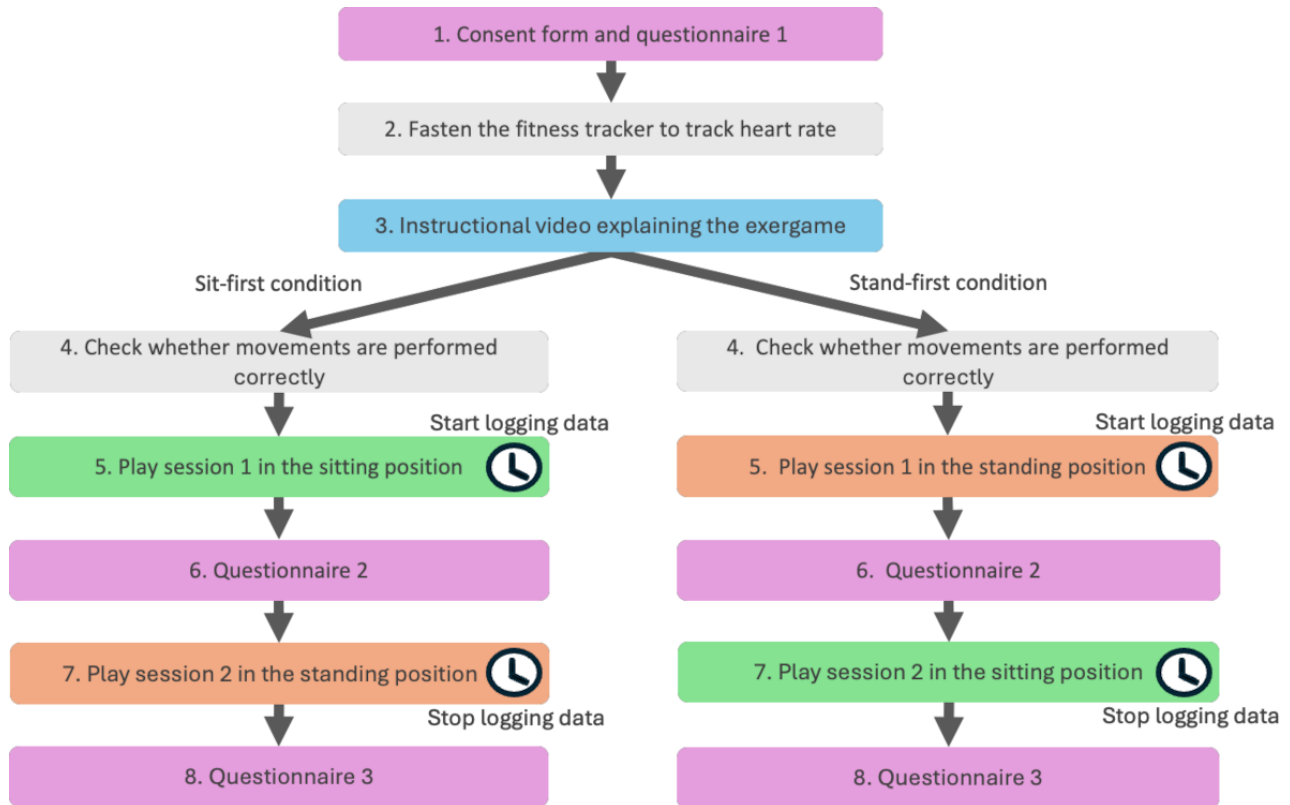 1. Consent form and questionnaire 1
2. Fasten the fitness tracker to track heart rate
3. Instructional video explaining the exergame
Sit-first condition
Stand-first condition
4. Check whether movements are performed
correctly
4. Check whether movements are performed
correctly
Start logging data
Start logging data
5. Play session 1 in the sitting position
5. Play session 1 in the standing position
6. Questionnaire 2
6. Questionnaire 2
7. Play session 2 in the standing position
7. Play session 2 in the sitting position
Stop logging data
Stop logging data
8. Questionnaire 3
8. Questionnaire 3